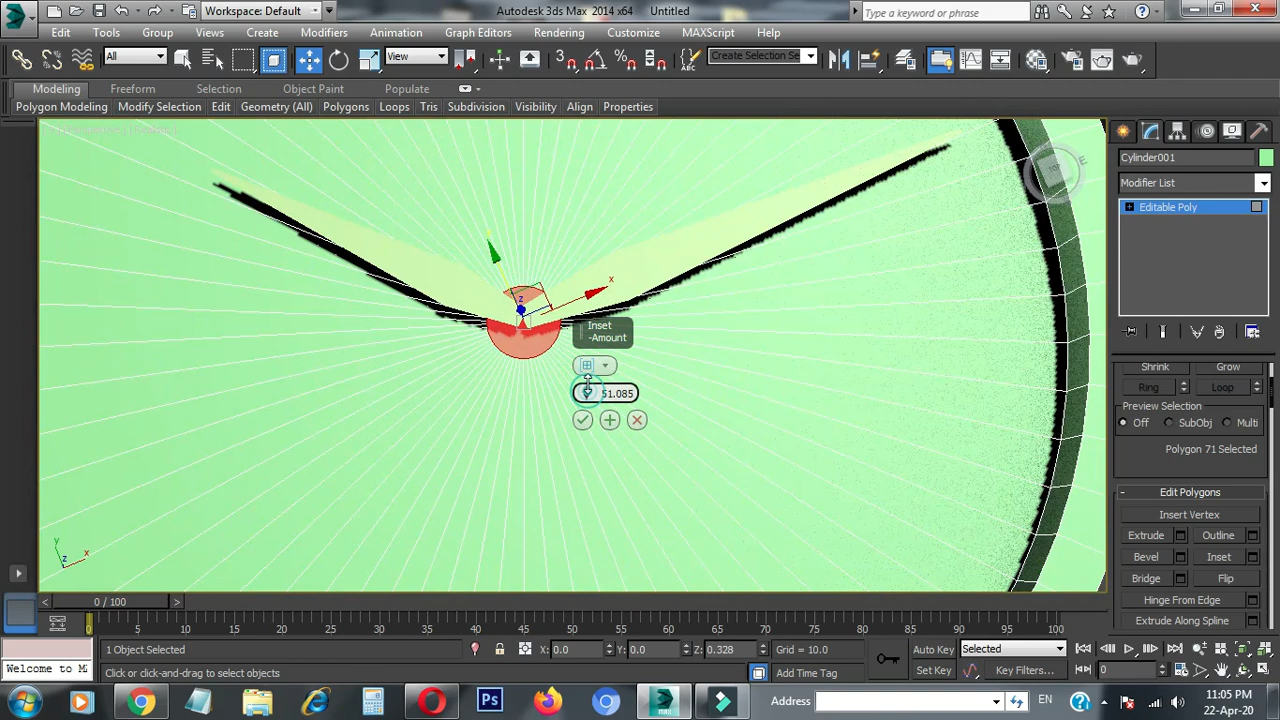 Workspace: Default
Autodesk 3ds Max 2014 x64 Untitled
Type a keyword or phrase
Edit Tools Group Views Create Modifiers Animation Graph Editors Rendering Customize MAXScript Help
All
View
3
Create Selection Se
Modeling Freeform Selection Object Paint Populate
Polygon Modeling Modify Selection Edit Geometry (All) Polygons Loops Tris Subdivision Visibility Align Properties
E
Cylinder001
Modifier List
Editable Poly
x
z
Inset
-Amount
51.085
Shrink Grow
Ring Loop
Preview Selection
Off SubObj Multi
Polygon 71 Selected
Edit Polygons
Insert Vertex
Extrude Outline
Bevel Inset
Bridge Flip
Hinge From Edge
Extrude Along Spline
y
z x
0 / 100
0 5 10 15 20 25 30 35 40 45 50 55 60 65 70 75 80 85 90 95 100
1 Object Selected
X: 0.0 Y: 0.0 Z: 0.328 Grid = 10.0
Auto Key Selected
Welcome to M
Click or click-and-drag to select objects
Add Time Tag
Set Key Key Filters... 0
Ps
Address
EN
11:05 PM
22-Apr-20